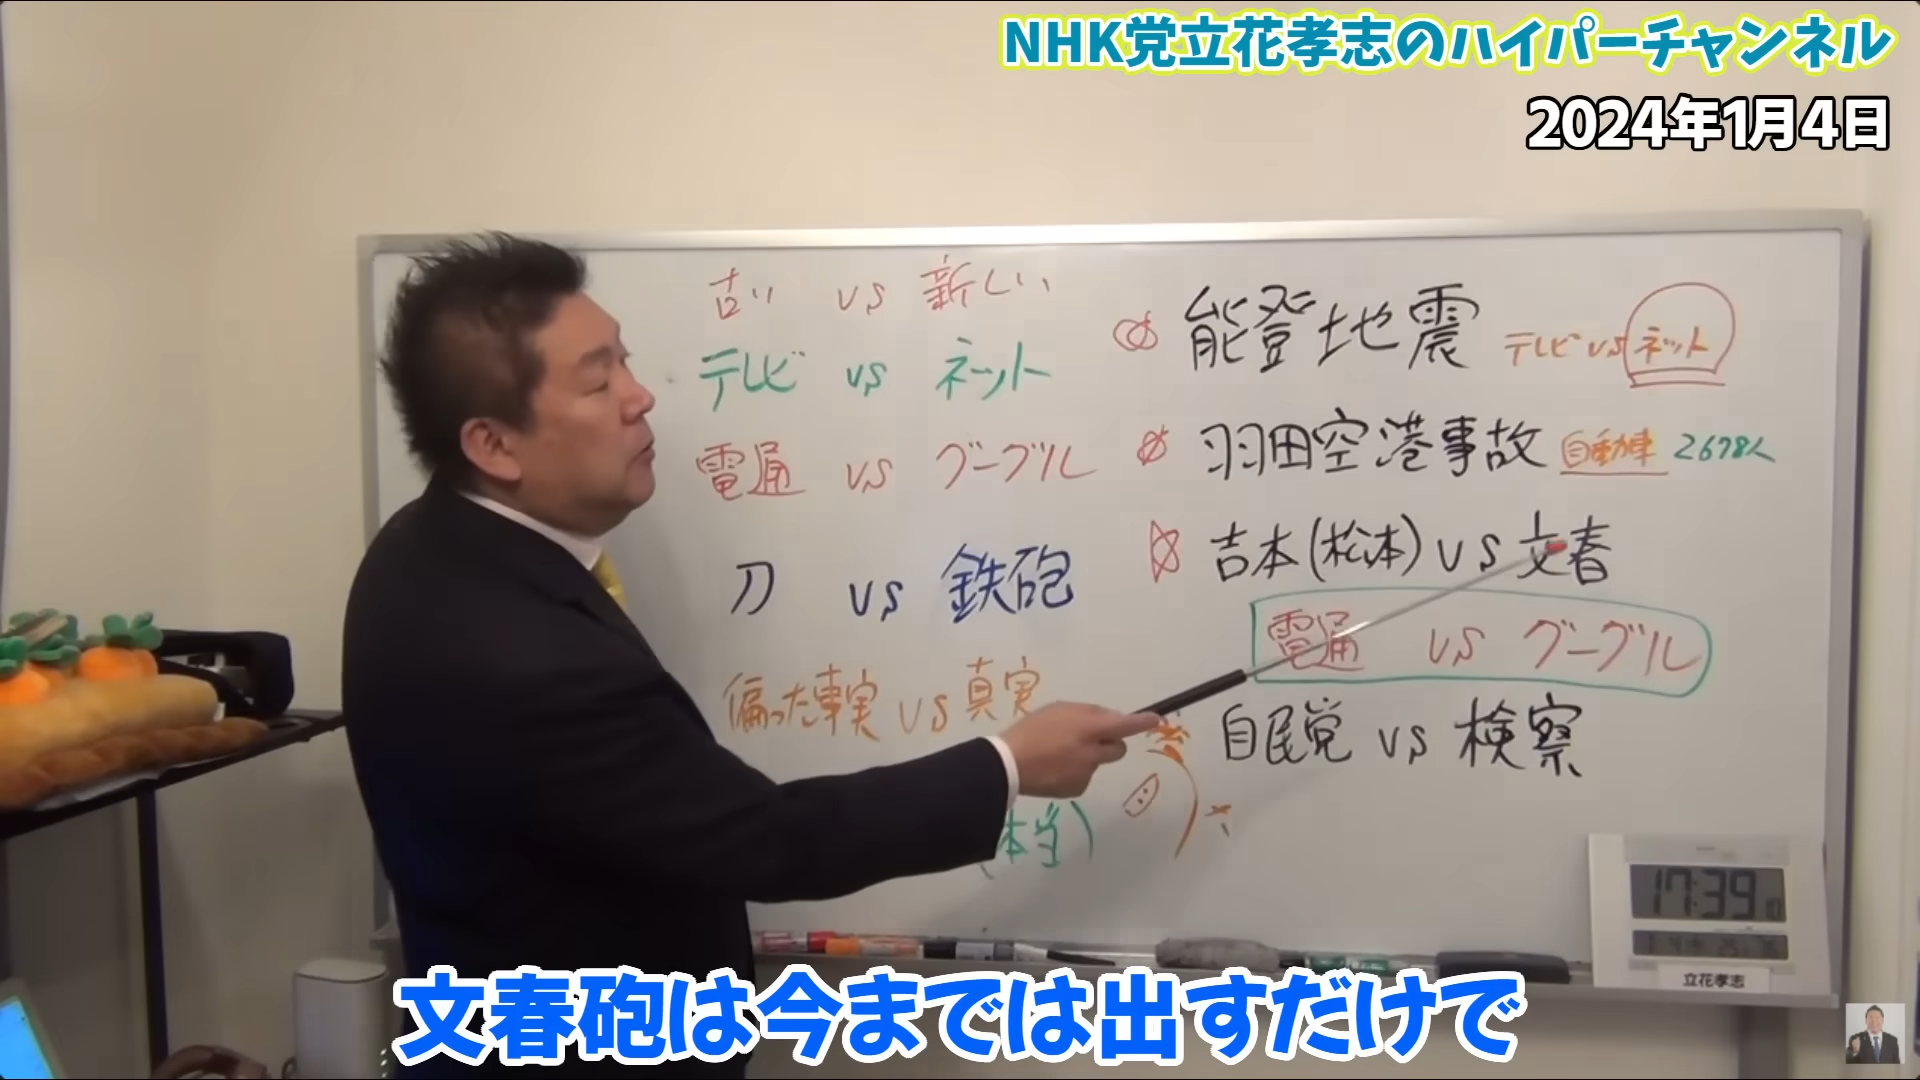 NHK党立花孝志のハイパーチャンネル
2024年1月4日
古い vs 新しい
テレビ vs ネット
電通 vs グーグル
刀 vs 鉄砲
偏った事実 vs 真実
本当)
能登地震 テレビ vs ネット
羽田空港事故 自動車 2678人
吉本(松本) vs 文春
電通 vs グーグル
自民党 vs 検察
17:39
立花孝志
文春砲は今までは出すだけで